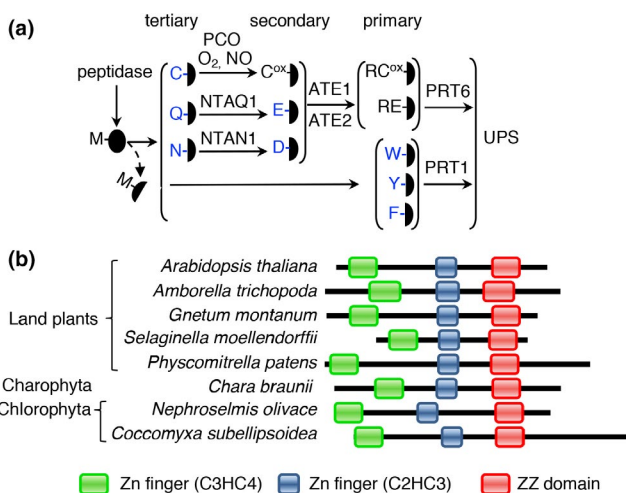 (a)
tertiary secondary primary
PCO
O2, NO
peptidase
C Cox RCox
ATE1
ATE2
PRT6
Q NTAQ1 E RE
M N NTAN1 D
UPS
M
W
Y PRT1
F
(b)
Arabidopsis thaliana
Amborella trichopoda
Gnetum montanum
Land plants
Selaginella moellendorffii
Physcomitrella patens
Charophyta Chara braunii
Chlorophyta Nephroselmis olivace
Coccomyxa subellipsoidea
Zn finger (C3HC4) Zn finger (C2HC3) ZZ domain